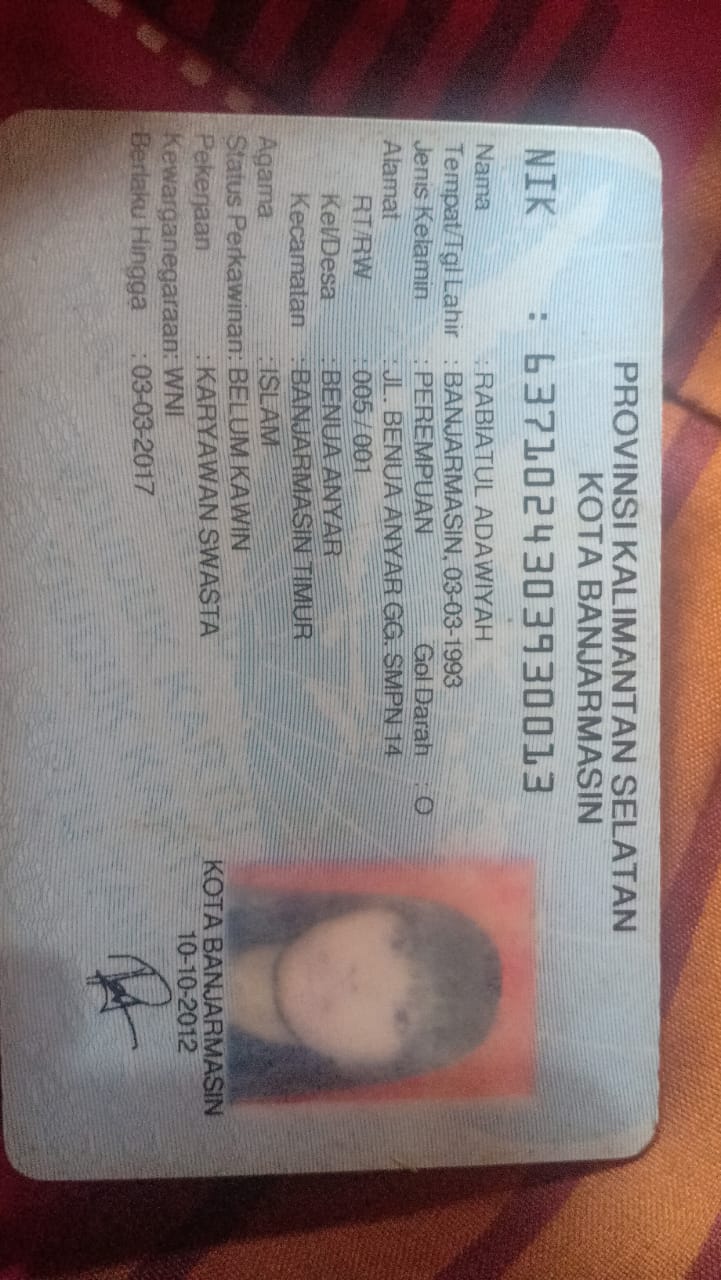 PROVINSI KALIMANTAN SELATAN
KOTA BANJARMASIN
NIK : 6371024303930013
Nama : RABIATUL ADAWIYAH
Tempat/Tgl Lahir : BANJARMASIN, 03-03-1993
Jenis Kelamin : PEREMPUAN Gol Darah : O
Alamat : JL. BENUA ANYAR GG. SMPN 14
RT/RW : 005 / 001
Kel/Desa : BENUA ANYAR
Kecamatan : BANJARMASIN TIMUR
Agama : ISLAM
Status Perkawinan: BELUM KAWIN
Pekerjaan : KARYAWAN SWASTA
Kewarganegaraan: WNI
Berlaku Hingga : 03-03-2017
KOTA BANJARMASIN
10-10-2012